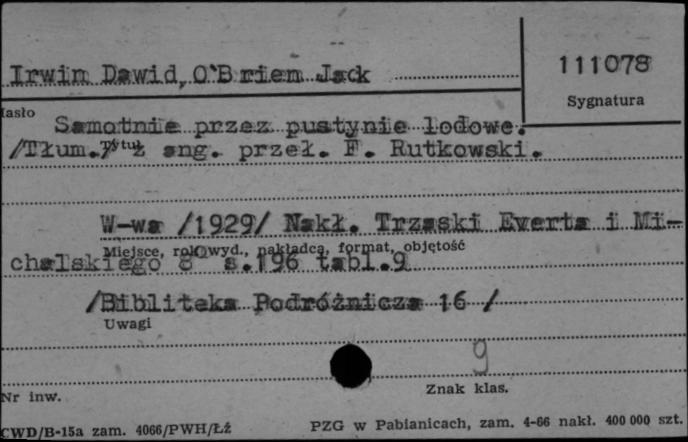 Irwin Dawid, O'Brien Jack
111078
Sygnatura
Hasło
Samotnie przez pustynie lodowe.
/Tłum./ z ang. przeł. F. Rutkowski.
Tytuł
W-wa /1929/ Nakł. Trzaski Everta i Mi-
Miejsce, rok wyd., nakładca, format, objętość
chalskiego 8° s.196 tabl.9
/Bibliteka Podróżnicza 16 /
Uwagi
9
Nr inw.
Znak klas.
CWD/B-15a zam. 4066/PWH/Łź
PZG w Pabianicach, zam. 4-66 nakł. 400 000 szt.